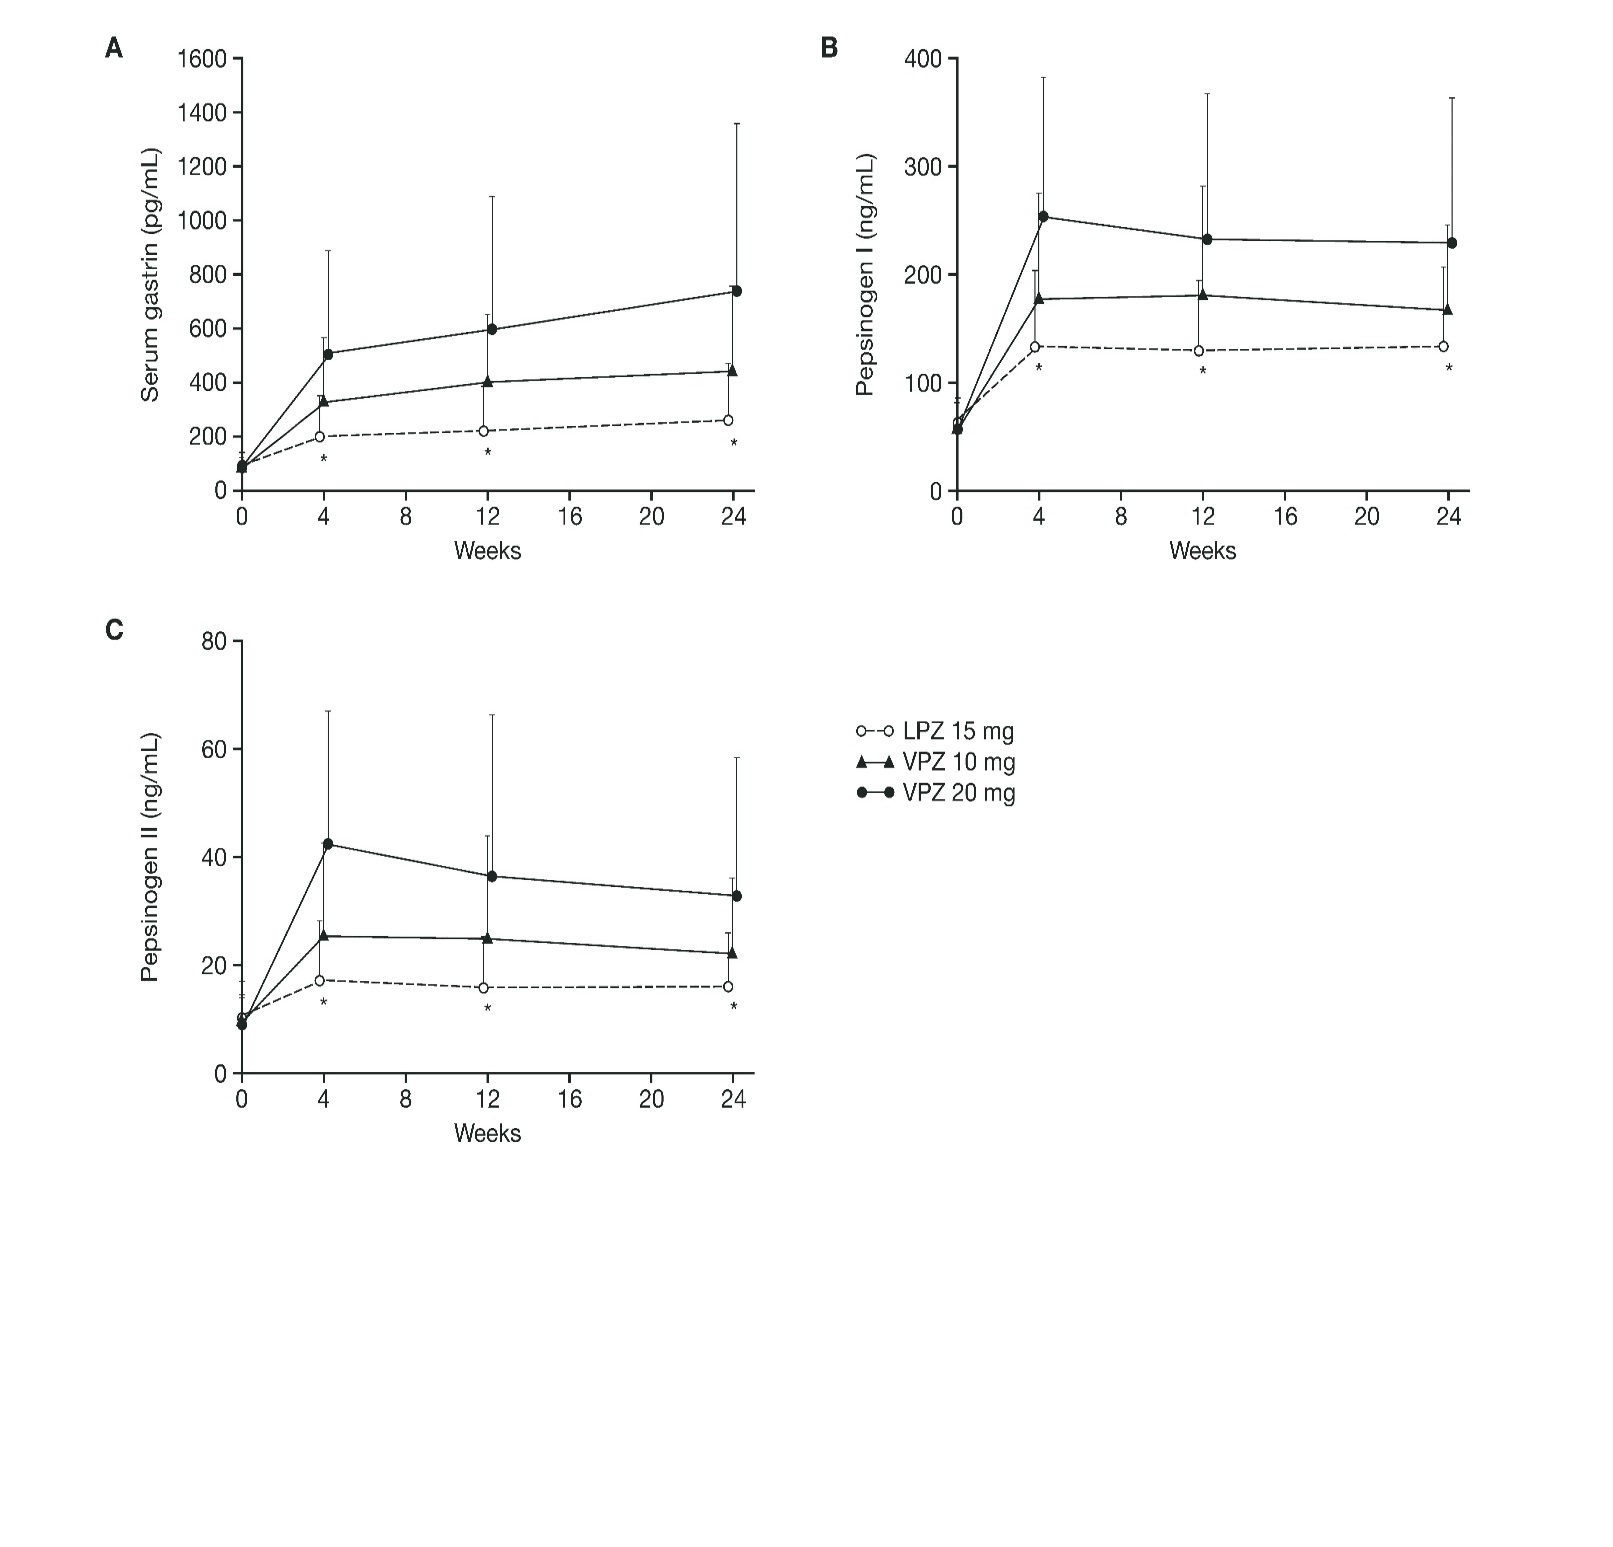 A
Serum gastrin (pg/mL)
1600
1400
1200
1000
800
600
400
200
0
* * *
0 4 8 12 16 20 24
Weeks
B
Pepsinogen I (ng/mL)
400
300
200
100
0
* * *
0 4 8 12 16 20 24
Weeks
C
Pepsinogen II (ng/mL)
80
60
40
20
0
* * *
0 4 8 12 16 20 24
Weeks
LPZ 15 mg
VPZ 10 mg
VPZ 20 mg